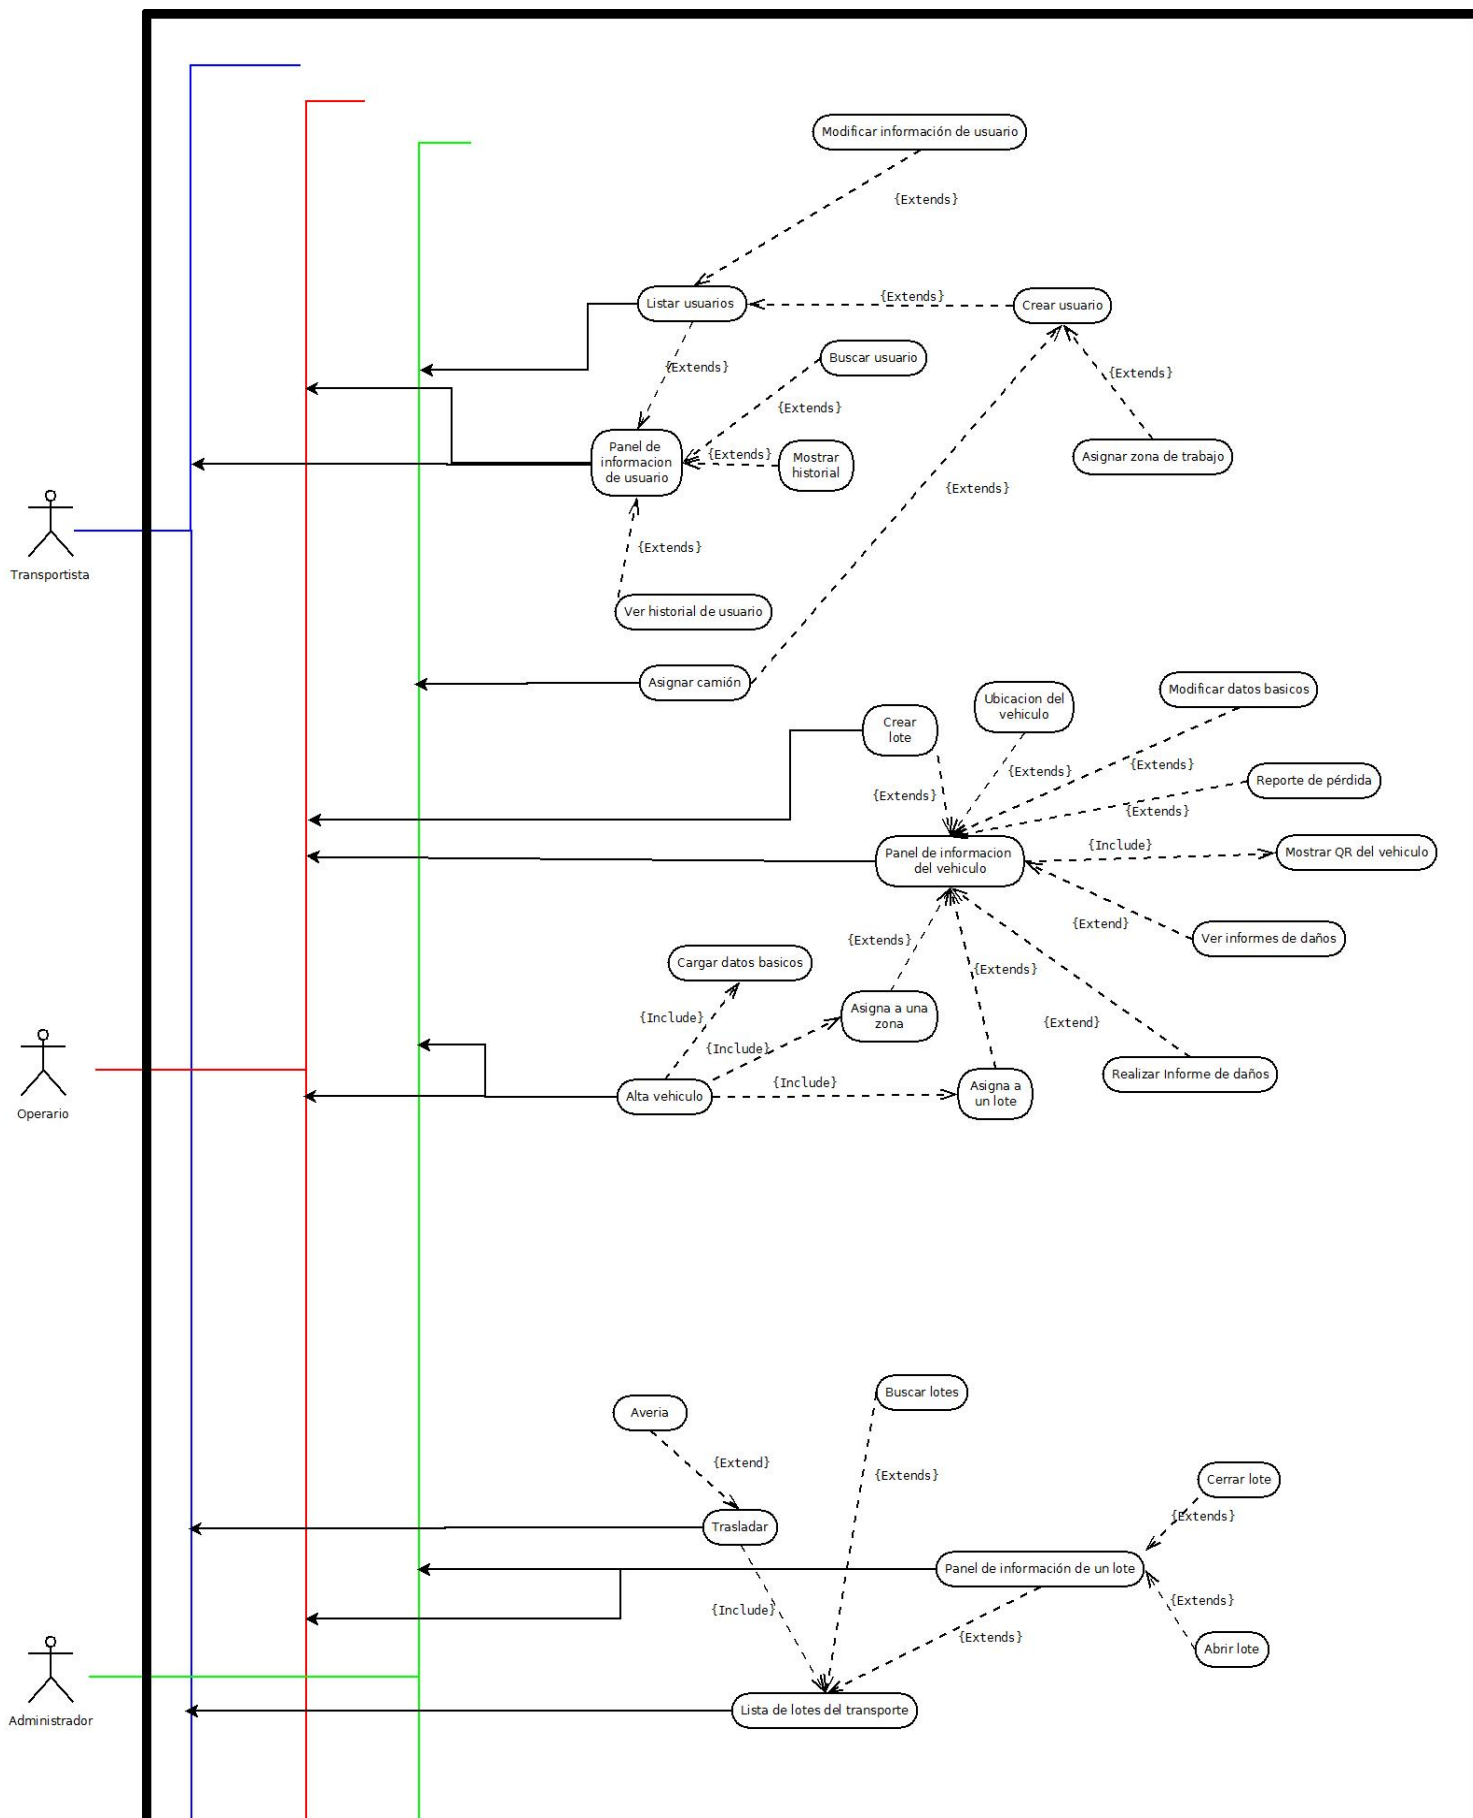 Modificar información de usuario
{Extends}
Listar usuarios
{Extends}
Crear usuario
{Extends}
Buscar usuario
{Extends}
{Extends}
Panel de
informacion
de usuario
{Extends}
Mostrar
historial
Asignar zona de trabajo
{Extends}
{Extends}
Transportista
Ver historial de usuario
Asignar camión
Crear
lote
Ubicacion del
vehiculo
Modificar datos basicos
{Extends}
{Extends}
{Extends}
Reporte de pérdida
{Extends}
Panel de informacion
del vehiculo
{Include}
Mostrar QR del vehiculo
{Extend}
Ver informes de daños
{Extends}
Cargar datos basicos
{Extends}
{Include}
Asigna a una
zona
{Extend}
{Include}
Realizar Informe de daños
{Include}
Alta vehiculo
Asigna a
un lote
Operario
Buscar lotes
Averia
{Extend}
{Extends}
Cerrar lote
{Extends}
Trasladar
Panel de información de un lote
{Extends}
{Include}
{Extends}
Abrir lote
Lista de lotes del transporte
Administrador